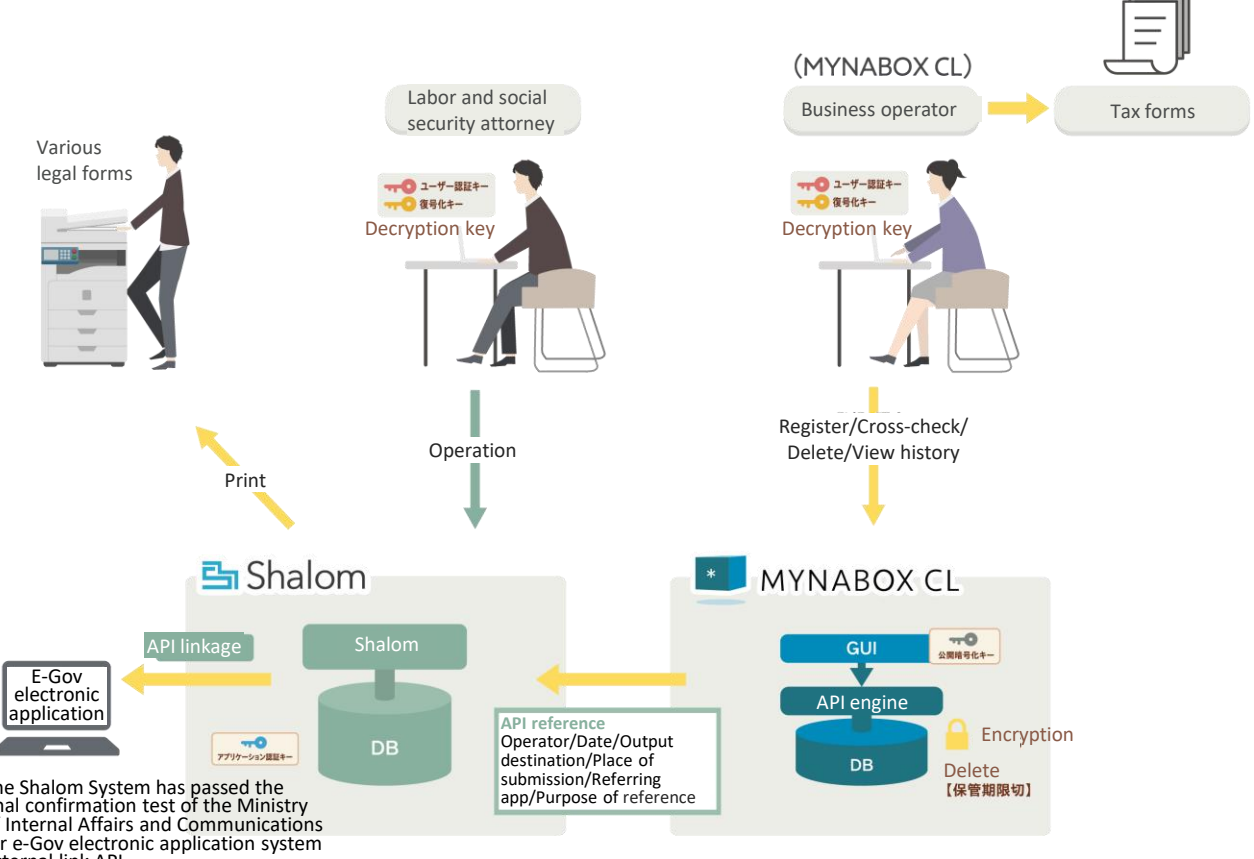 (MYNABOX CL)
Business operator
Tax forms
Labor and social
security attorney
Various
legal forms
ユーザー認証キー
復号化キー
Decryption key
ユーザー認証キー
復号化キー
Decryption key
Print
Operation
Register/Cross-check/
Delete/View history
Shalom
API linkage
Shalom
DB
アプリケーション認証キー
E-Gov
electronic
application
MYNABOX CL
GUI
公開暗号化キー
API engine
DB
Encryption
Delete
【保管期限切】
API reference
Operator/Date/Output
destination/Place of
submission/Referring
app/Purpose of reference
he Shalom System has passed the
nal confirmation test of the Ministry
f Internal Affairs and Communications
r e-Gov electronic application system
ternal link API